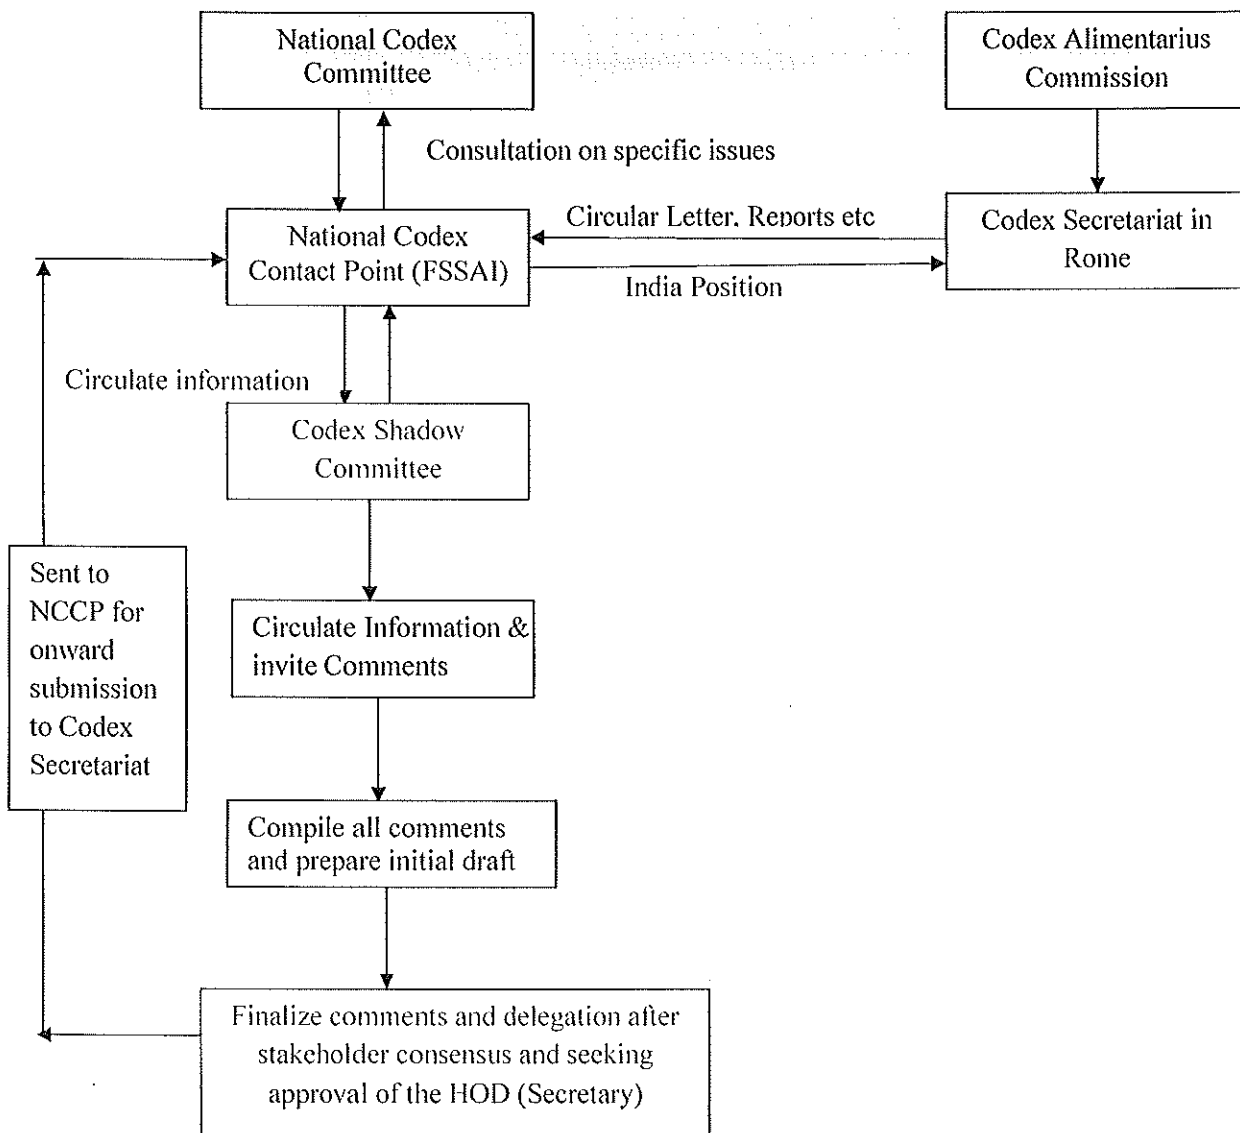 National Codex
Committee
Codex Alimentarius
Commission
Consultation on specific issues
National Codex
Contact Point (FSSAI)
Circular Letter, Reports etc
India Position
Codex Secretariat in
Rome
Circulate information
Codex Shadow
Committee
Sent to
NCCP for
onward
submission
to Codex
Secretariat
Circulate Information &
invite Comments
Compile all comments
and prepare initial draft
Finalize comments and delegation after
stakeholder consensus and seeking
approval of the HOD (Secretary)